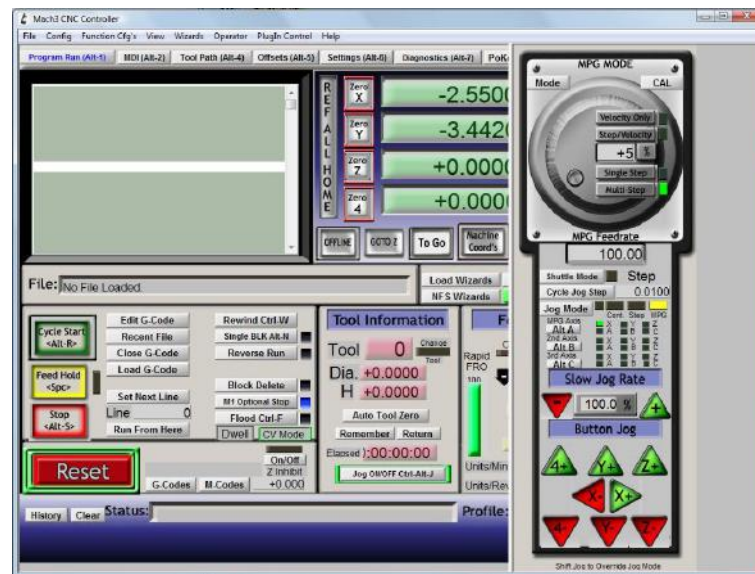 Mach3 CNC Controller
File Config Function Cfg's View Wizards Operator PlugIn Control Help
Program Run (Alt-1) MDI (Alt-2) Tool Path (Alt-4) Offsets (Alt-5) Settings (Alt-6) Diagnostics (Alt-7) PoK
REF ALL HOME
Zero X -2.5500
Zero Y -3.4420
Zero Z +0.0000
Zero 4 +0.0000
OFFLINE GOTO Z To Go Machine Coord's
File: No File Loaded.
Load Wizards
NFS Wizards
Cycle Start <Alt-R>
Feed Hold <Spc>
Stop <Alt-S>
Edit G-Code
Recent File
Close G-Code
Load G-Code
Set Next Line
Line 0
Run From Here
Rewind Ctrl-W
Single BLK Alt-N
Reverse Run
Block Delete
M1 Optional Stop
Flood Ctrl-F
Dwell CV Mode
Reset
G-Codes M-Codes
On/Off
Z Inhibit
+0.000
Tool Information
Tool 0 Change Tool
Dia. +0.0000
H +0.0000
Auto Tool Zero
Remember Return
Elapsed ):00:00:00
Jog ON/OFF Ctrl-Alt-J
Rapid
FRO
100
Units/Min
Units/Rev
History Clear Status:
Profile:
MPG MODE
Mode CAL
Velocity Only
Step/Velocity
+5 %
Single Step
Multi-Step
MPG Feedrate
100.00
Shuttle Mode Step
Cycle Jog Step 0.0100
Jog Mode Cont. Step MPG
MPG Axis X Y Z
Alt A A B C
2nd Axis X Y Z
Alt B A B C
3rd Axis X Y Z
Alt C A B C
Slow Jog Rate
- 100.0 % +
Button Jog
4+ Y+ Z+
X- X+
4- Y- Z-
Shift Jog to Override Jog Mode